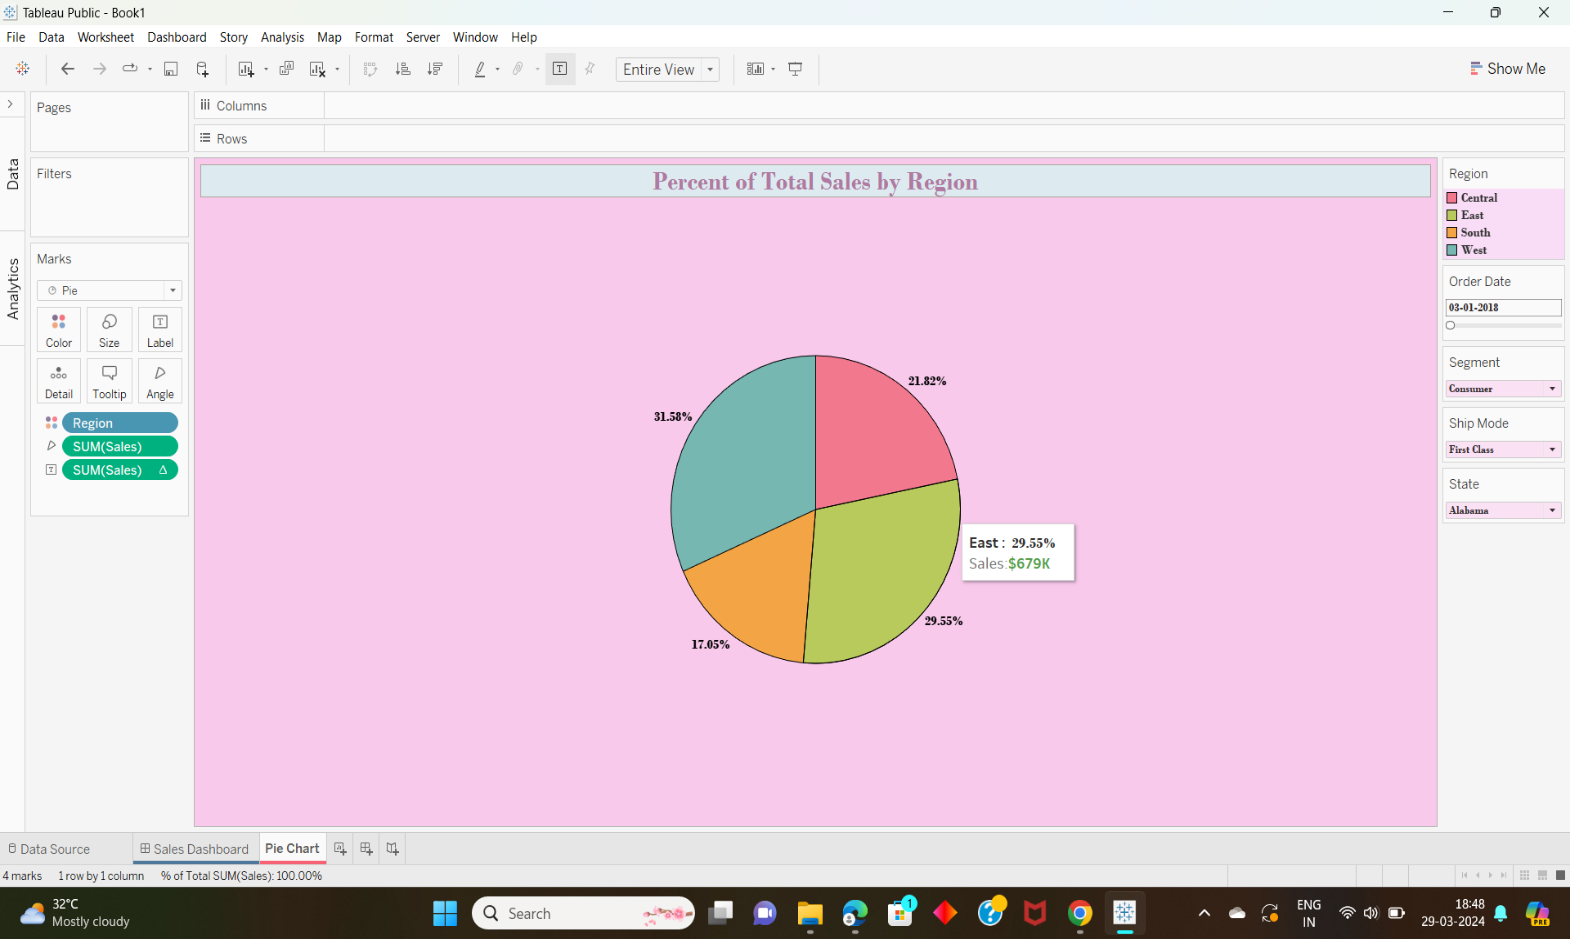 Tableau Public - Book1
File Data Worksheet Dashboard Story Analysis Map Format Server Window Help
Entire View
Show Me
Pages
Columns
Rows
Data
Analytics
Filters
Marks
Pie
Color Size Label
Detail Tooltip Angle
Region
SUM(Sales)
SUM(Sales) Δ
Percent of Total Sales by Region
21.82%
31.58%
East : 29.55%
Sales:$679K
29.55%
17.05%
Region
Central
East
South
West
Order Date
03-01-2018
Segment
Consumer
Ship Mode
First Class
State
Alabama
Data Source Sales Dashboard Pie Chart
4 marks 1 row by 1 column % of Total SUM(Sales): 100.00%
32°C
Mostly cloudy
Search
1
ENG
IN
18:48
29-03-2024
PRE